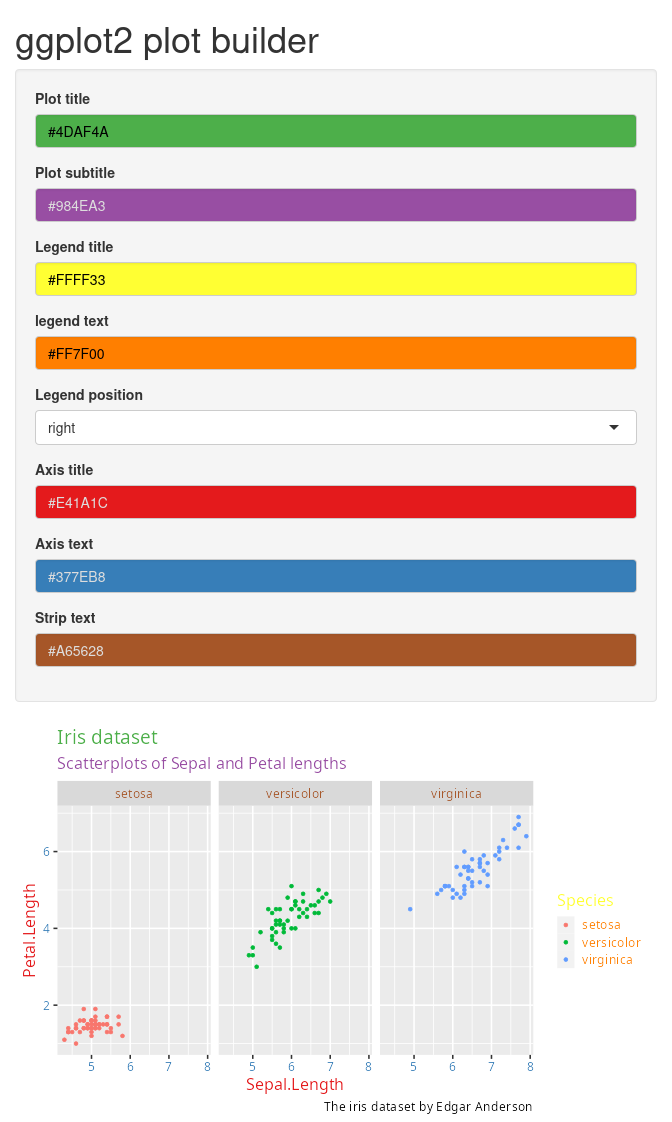 ggplot2 plot builder
Plot title
#4DAF4A
Plot subtitle
#984EA3
Legend title
#FFFF33
legend text
#FF7F00
Legend position
right
Axis title
#E41A1C
Axis text
#377EB8
Strip text
#A65628
Iris dataset
Scatterplots of Sepal and Petal lengths
setosa versicolor virginica
6
4
2
Petal.Length
5 6 7 8 5 6 7 8 5 6 7 8
Sepal.Length
Species
setosa
versicolor
virginica
The iris dataset by Edgar Anderson